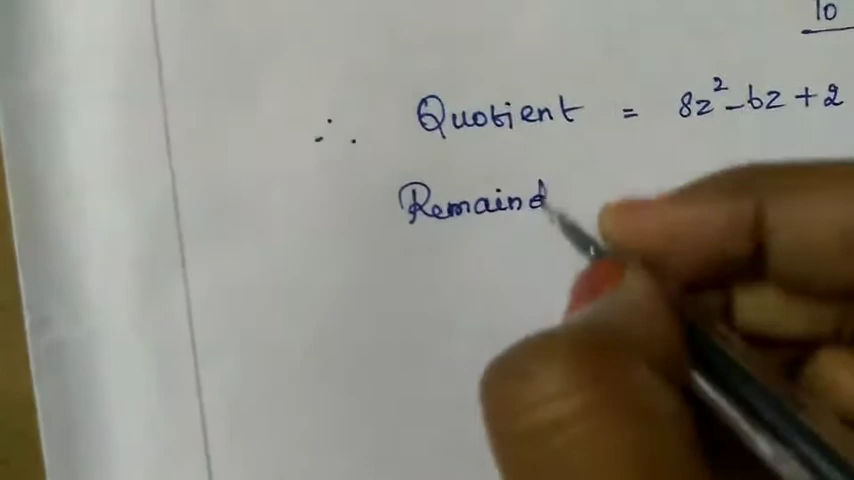 10
∴ Quotient = 8z² - 6z + 2
Remaind